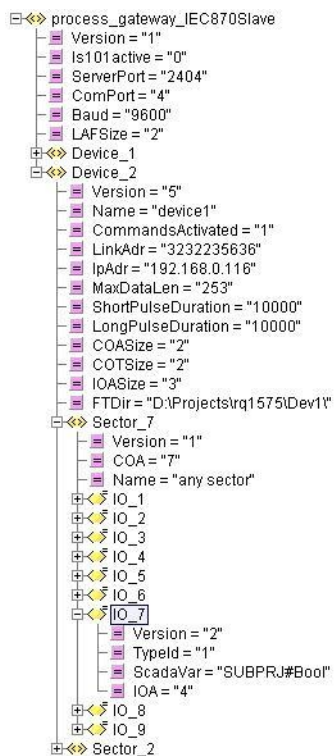 process_gateway_IEC870Slave
Version = "1"
Is101active = "0"
ServerPort = "2404"
ComPort = "4"
Baud = "9600"
LAFSize = "2"
Device_1
Device_2
Version = "5"
Name = "device1"
CommandsActivated = "1"
LinkAdr = "3232235636"
IpAdr = "192.168.0.116"
MaxDataLen = "253"
ShortPulseDuration = "10000"
LongPulseDuration = "10000"
COASize = "2"
COTSize = "2"
IOASize = "3"
FTDir = "D:\Projects\rq1575\Dev1\"
Sector_7
Version = "1"
COA = "7"
Name = "any sector"
IO_1
IO_2
IO_3
IO_4
IO_5
IO_6
IO_7
Version = "2"
TypeId = "1"
ScadaVar = "SUBPRJ#Bool"
IOA = "4"
IO_8
IO_9
Sector_2